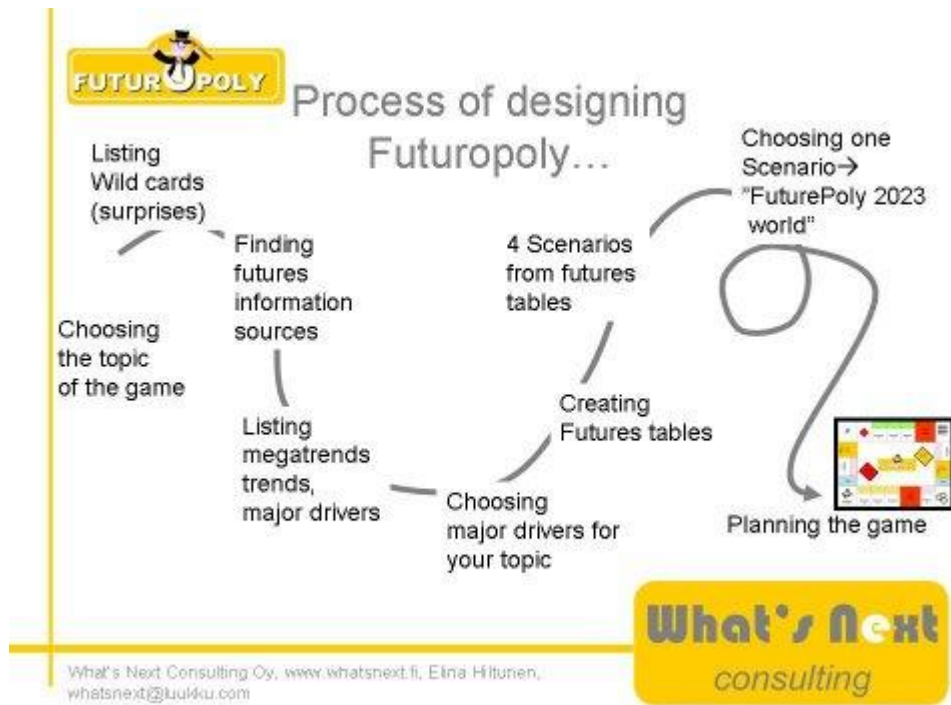 FUTUROPOLY
Process of designing
Futuropoly…
Listing
Wild cards
(surprises)
Choosing
the topic
of the game
Finding
futures
information
sources
Listing
megatrends
trends,
major drivers
Choosing
major drivers for
your topic
Creating
Futures tables
4 Scenarios
from futures
tables
Choosing one
Scenario→
"FuturePoly 2023
world"
Planning the game
What's Next
consulting
What's Next Consulting Oy, www.whatsnext.fi, Elina Hiltunen,
whatsnext@luukku.com